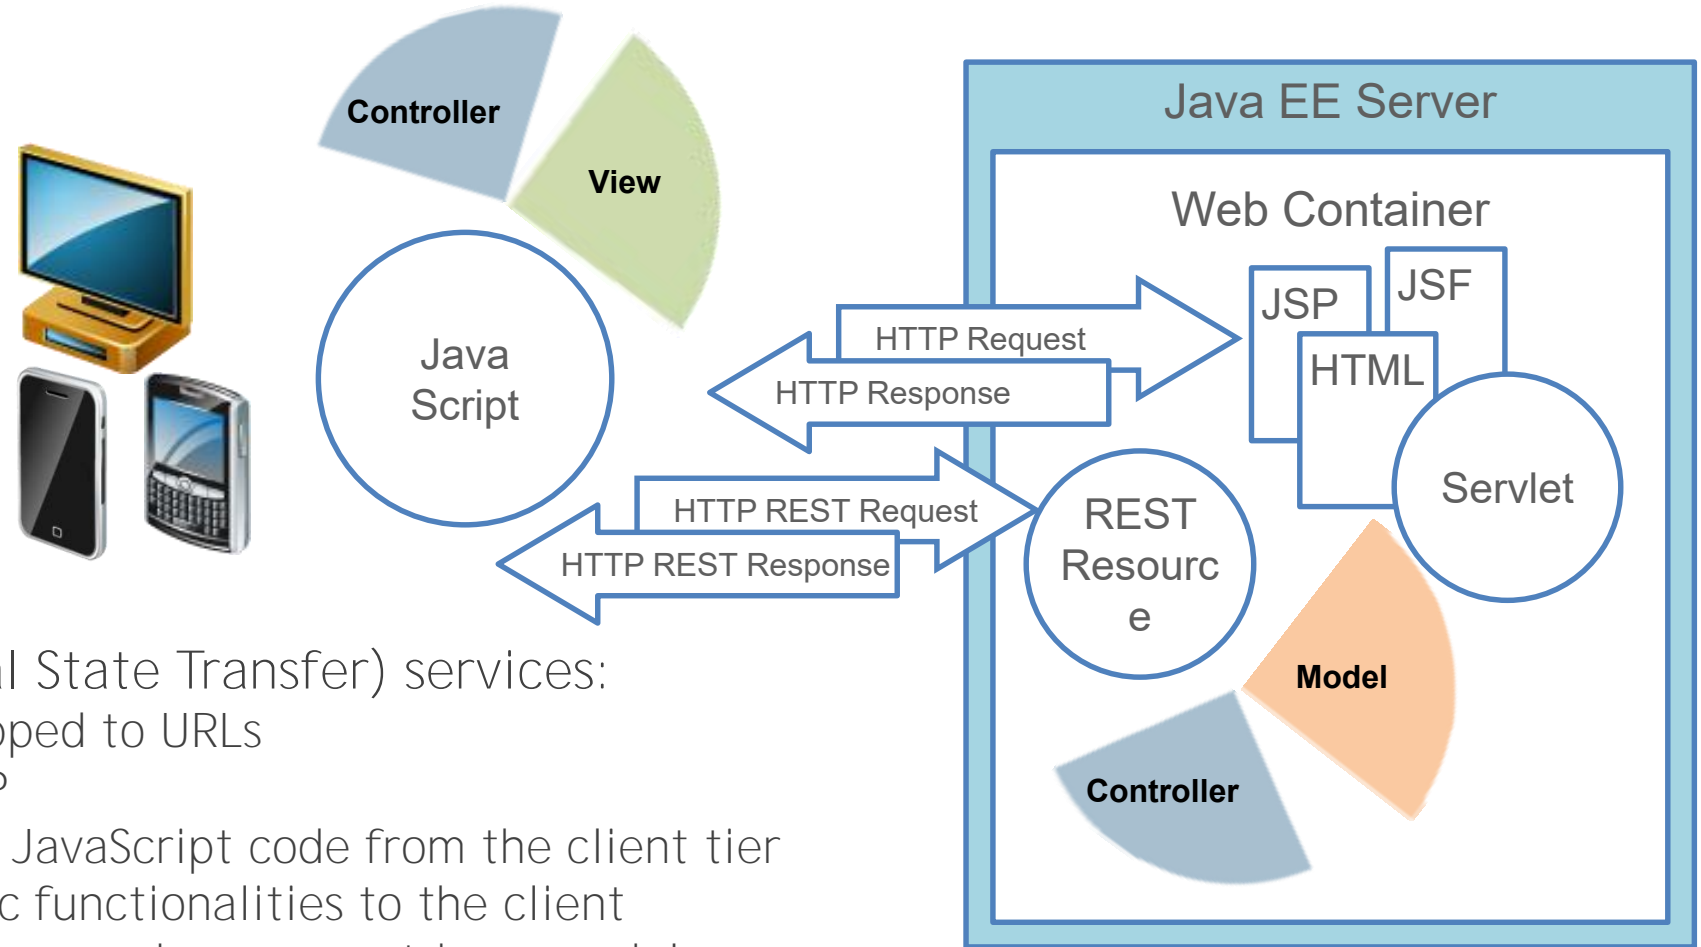 Controller
View
Java EE Server
Web Container
JSP
JSF
HTML
Servlet
Java
Script
HTTP Request
HTTP Response
HTTP REST Request
HTTP REST Response
REST
Resourc
e
Model
Controller
State Transfer) services:
to URLs
JavaScript code from the client tier
functionalities to the client